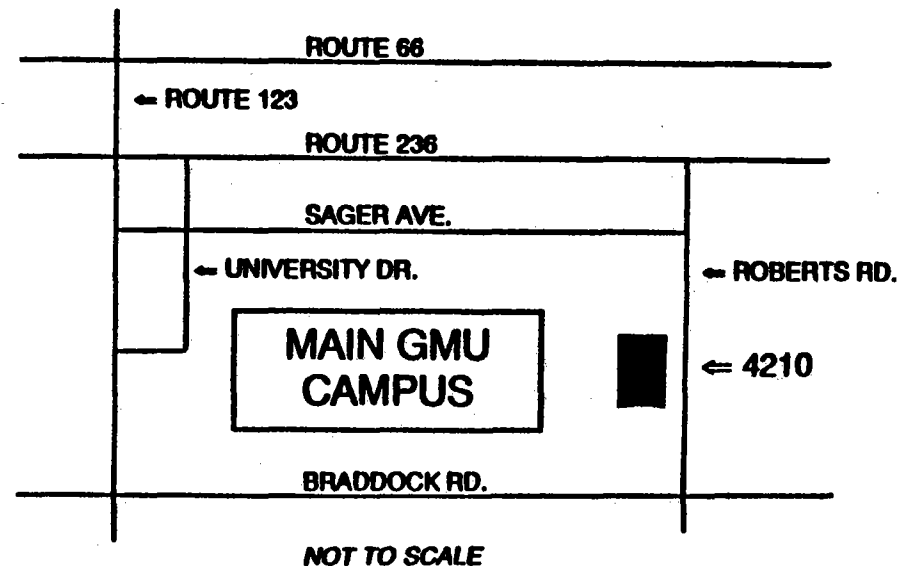 ROUTE 66
⇐ ROUTE 123
ROUTE 236
SAGER AVE.
⇐ UNIVERSITY DR.
⇐ ROBERTS RD.
MAIN GMU
CAMPUS
⇐ 4210
BRADDOCK RD.
NOT TO SCALE